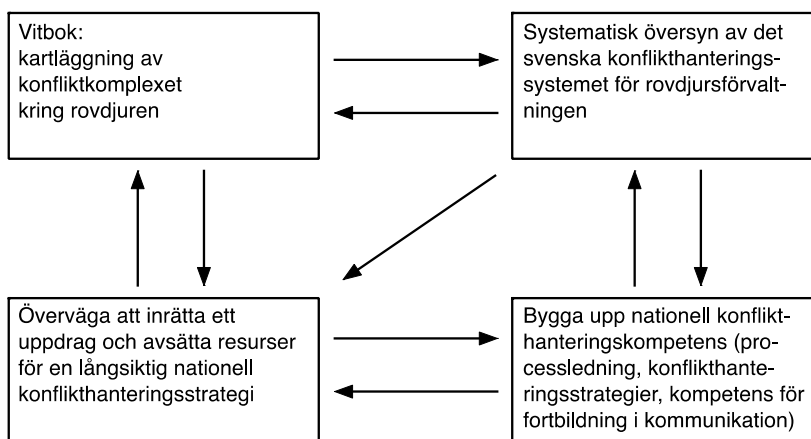 Vitbok:
kartläggning av
konfliktkomplexet
kring rovdjuren
Systematisk översyn av det
svenska konflikthanterings-
systemet för rovdjursförvalt-
ningen
Överväga att inrätta ett
uppdrag och avsätta resurser
för en långsiktig nationell
konflikthanteringsstrategi
Bygga upp nationell konflikt-
hanteringskompetens (pro-
cessledning, konflikthante-
ringsstrategier, kompetens för
fortbildning i kommunikation)